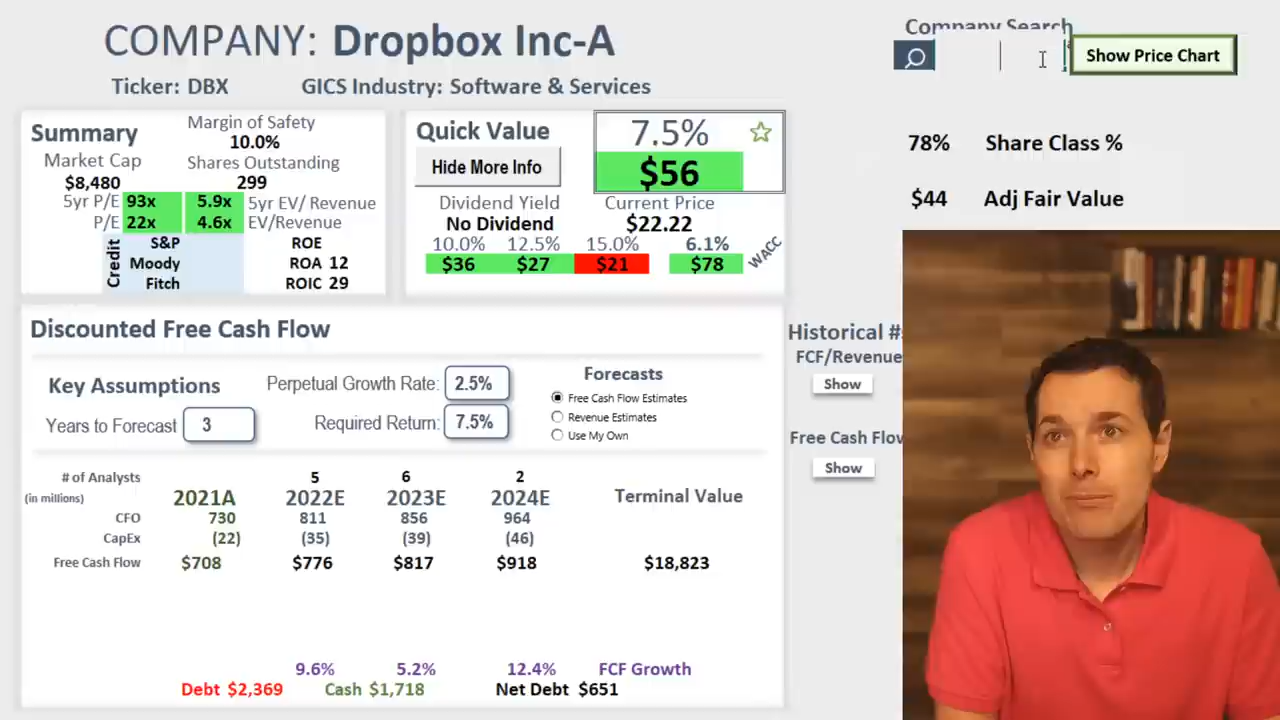 COMPANY: Dropbox Inc-A
Ticker: DBX GICS Industry: Software & Services
Company Search
Show Price Chart
Summary
Margin of Safety
10.0%
Market Cap
$8,480
Shares Outstanding
299
5yr P/E 93x 5.9x 5yr EV/ Revenue
P/E 22x 4.6x EV/Revenue
Credit
S&P ROE
Moody ROA 12
Fitch ROIC 29
Quick Value
Hide More Info
7.5%
$56
Dividend Yield
No Dividend
Current Price
$22.22
10.0% 12.5% 15.0% 6.1%
$36 $27 $21 $78
WACC
78% Share Class %
$44 Adj Fair Value
Discounted Free Cash Flow
Key Assumptions
Years to Forecast 3
Perpetual Growth Rate: 2.5%
Required Return: 7.5%
Forecasts
Free Cash Flow Estimates
Revenue Estimates
Use My Own
Historical #
FCF/Revenue
Show
Free Cash Flow
Show
# of Analysts 5 6 2
(in millions) 2021A 2022E 2023E 2024E Terminal Value
CFO 730 811 856 964
CapEx (22) (35) (39) (46)
Free Cash Flow $708 $776 $817 $918 $18,823
9.6% 5.2% 12.4% FCF Growth
Debt $2,369 Cash $1,718 Net Debt $651